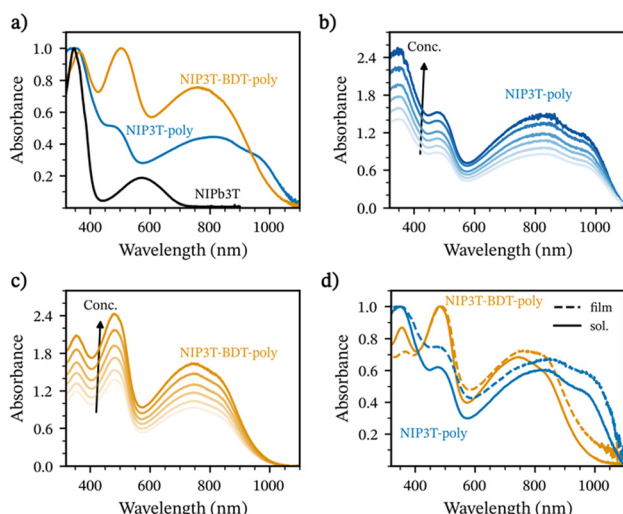 a)
1.0
0.8
0.6
0.4
0.2
0.0
Absorbance
NIP3T-BDT-poly
NIP3T-poly
NIPb3T
400 600 800 1000
Wavelength (nm)
b)
2.4
1.8
1.2
0.6
0.0
Absorbance
Conc.
NIP3T-poly
400 600 800 1000
Wavelength (nm)
c)
2.4
1.8
1.2
0.6
0.0
Absorbance
Conc.
NIP3T-BDT-poly
400 600 800 1000
Wavelength (nm)
d)
1.0
0.8
0.6
0.4
0.2
Absorbance
NIP3T-BDT-poly
film
sol.
NIP3T-poly
400 600 800 1000
Wavelength (nm)